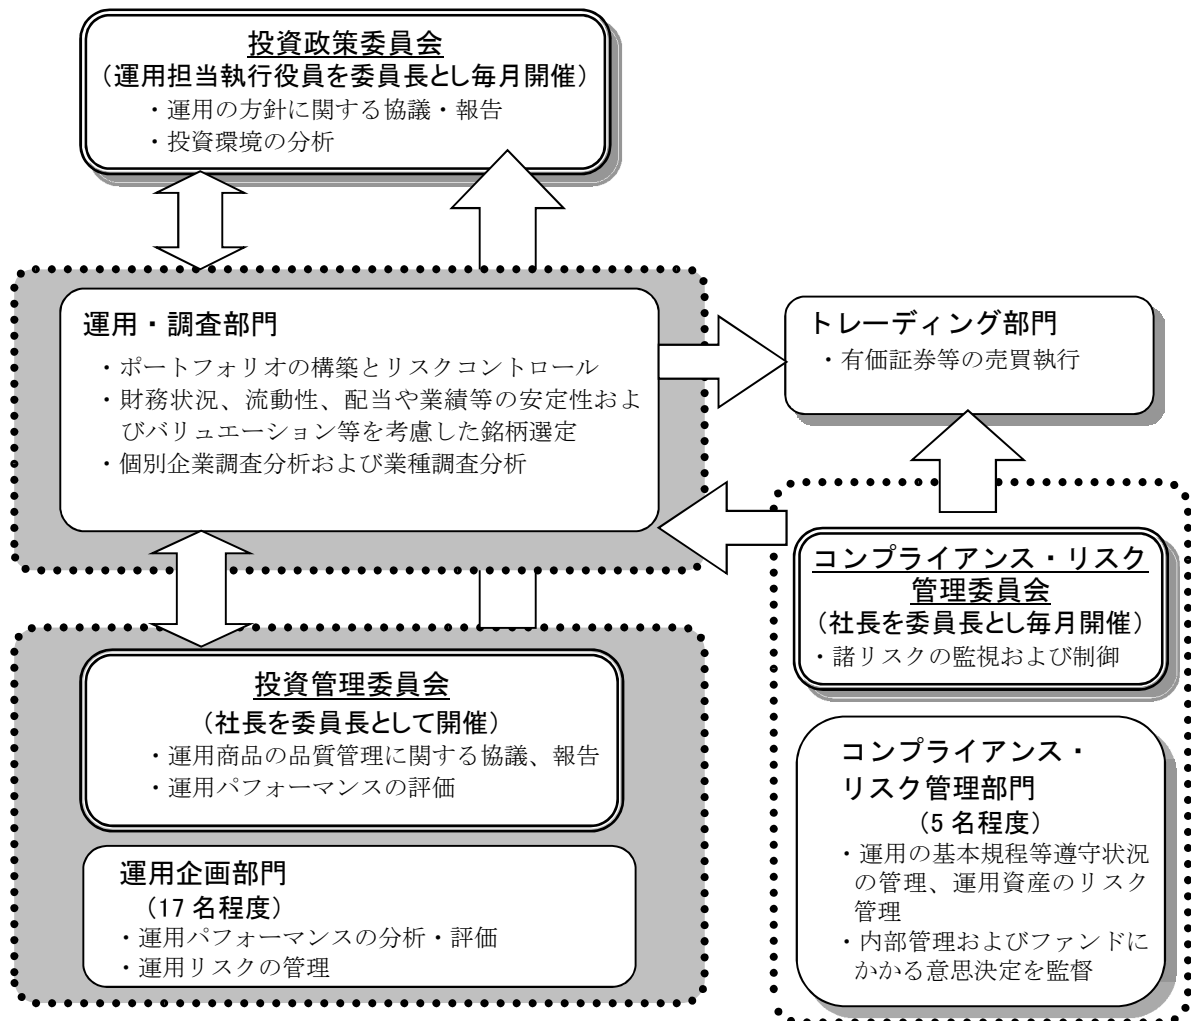 投資政策委員会
（運用担当執行役員を委員長とし毎月開催）
・運用の方針に関する協議・報告
・投資環境の分析
運用・調査部門
・ポートフォリオの構築とリスクコントロール
・財務状況、流動性、配当や業績等の安定性およ
びバリュエーション等を考慮した銘柄選定
・個別企業調査分析および業種調査分析
トレーディング部門
・有価証券等の売買執行
投資管理委員会
（社長を委員長として開催）
・運用商品の品質管理に関する協議、報告
・運用パフォーマンスの評価
運用企画部門
（17 名程度）
・運用パフォーマンスの分析・評価
・運用リスクの管理
コンプライアンス・リスク
管理委員会
（社長を委員長とし毎月開催）
・諸リスクの監視および制御
コンプライアンス・
リスク管理部門
（5 名程度）
・運用の基本規程等遵守状況
の管理、運用資産のリスク
管理
・内部管理およびファンドに
かかる意思決定を監督